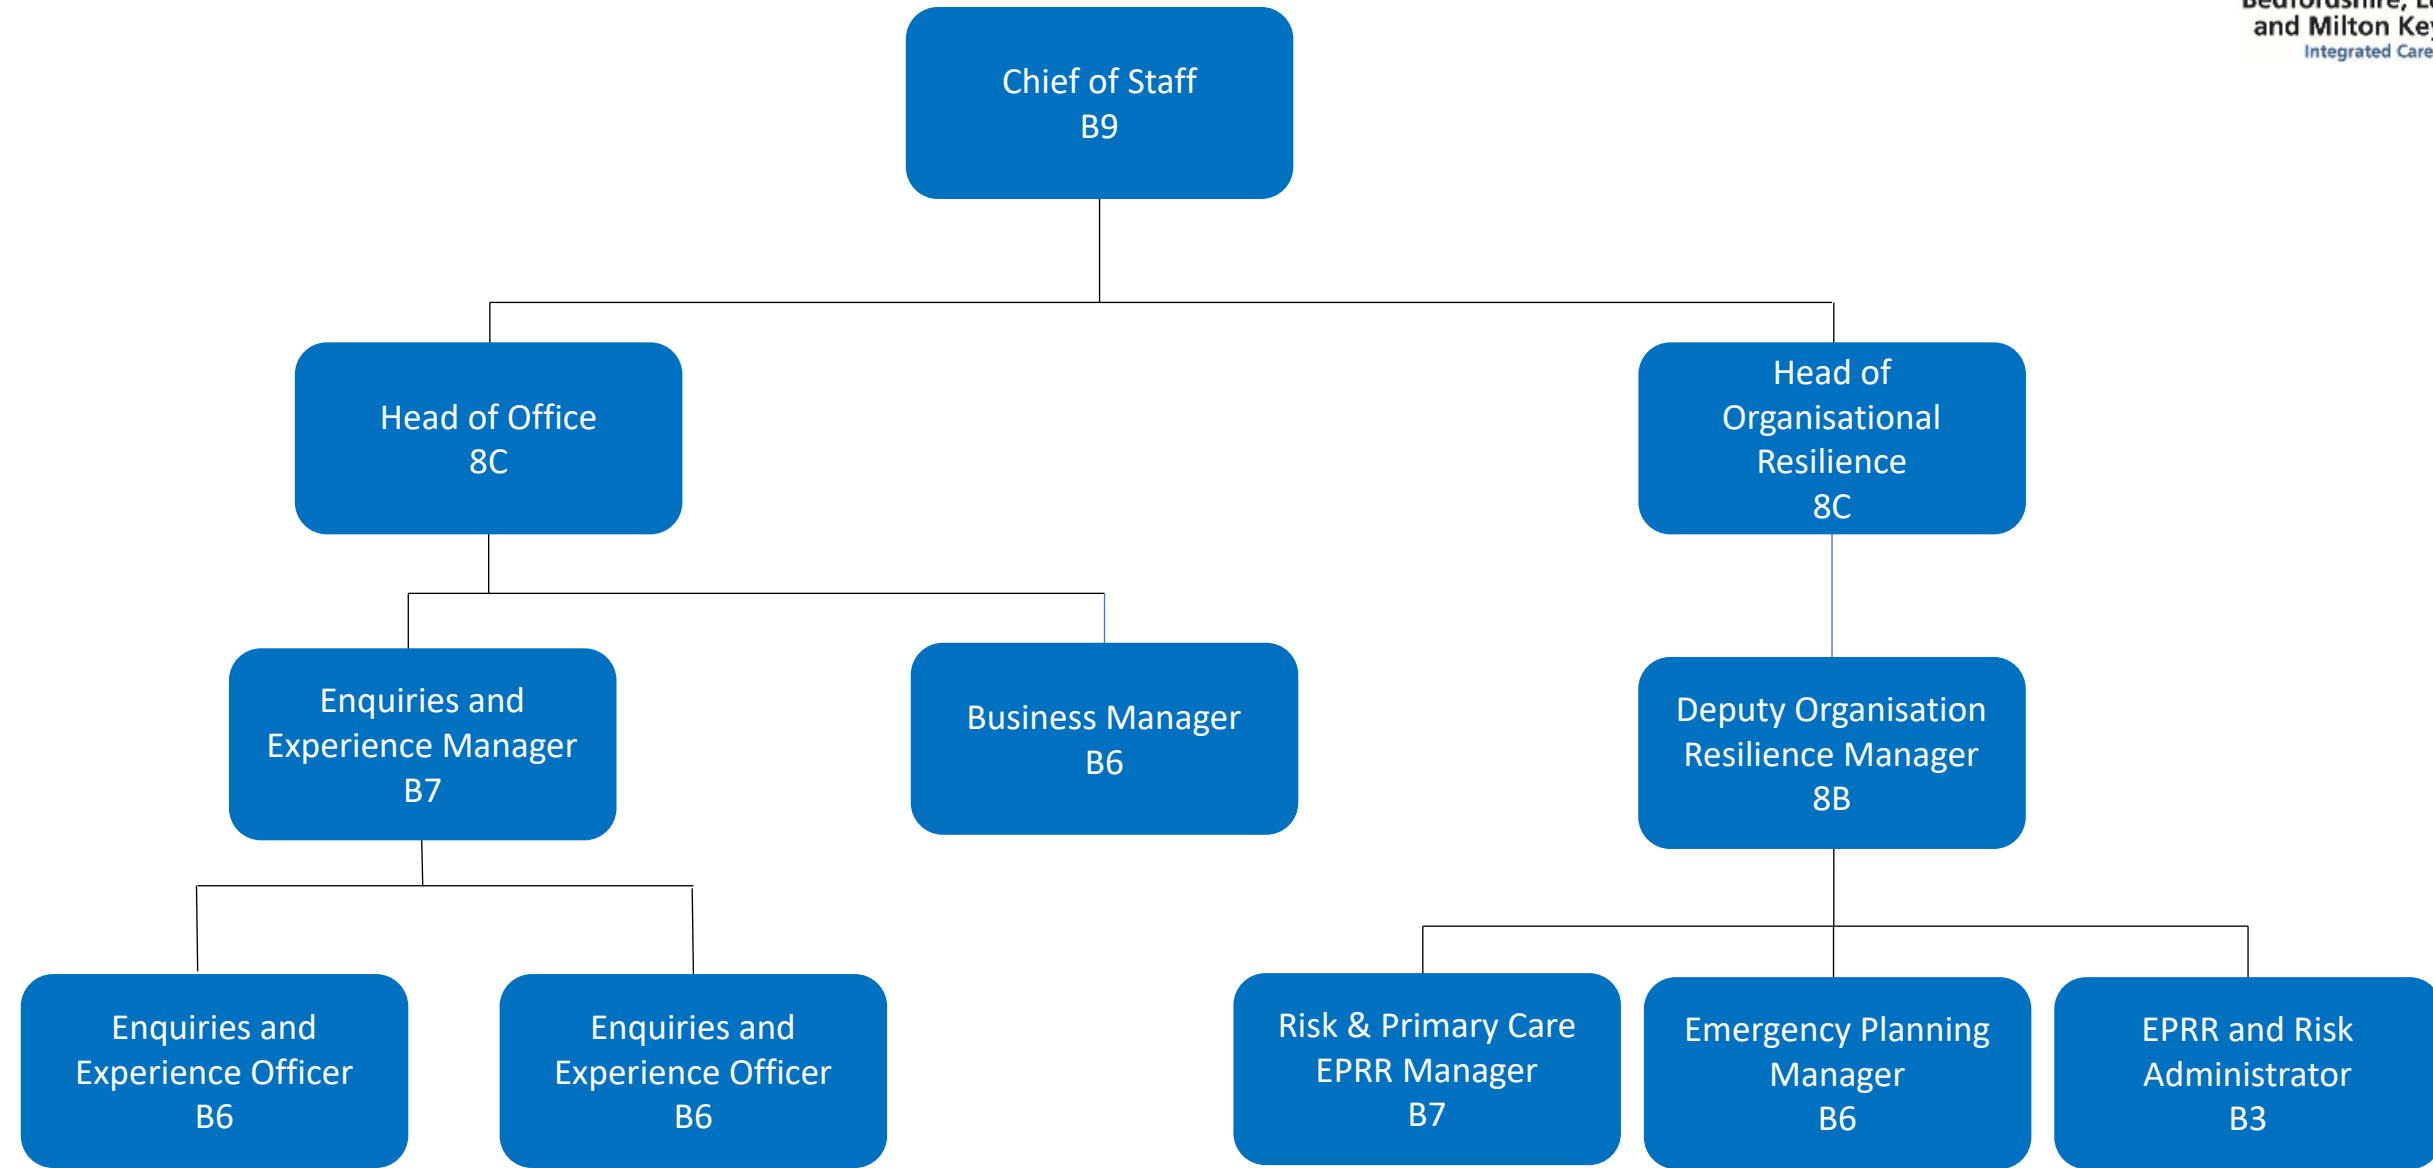 and Milton
Integrated Care
Chief of Staff
B9
Head of Office
8C
Head of
Organisational
Resilience
8C
Enquiries and
Experience Manager
B7
Business Manager
B6
Deputy Organisation
Resilience Manager
8B
Enquiries and
Experience Officer
B6
Enquiries and
Experience Officer
B6
Risk & Primary Care
EPRR Manager
B7
Emergency Planning
Manager
B6
EPRR and Risk
Administrator
B3